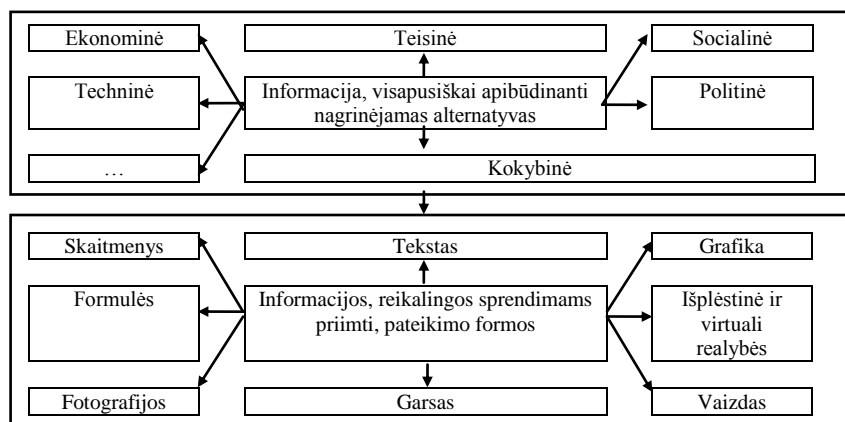 Ekonominė
Teisinė
Socialinė
Techninė
Informacija, visapusiškai apibūdinanti
nagrinėjamas alternatyvas
Politinė
…
Kokybinė
Skaitmenys
Tekstas
Grafika
Formulės
Informacijos, reikalingos sprendimams
priimti, pateikimo formos
Išplėstinė ir
virtuali
realybės
Fotografijos
Garsas
Vaizdas